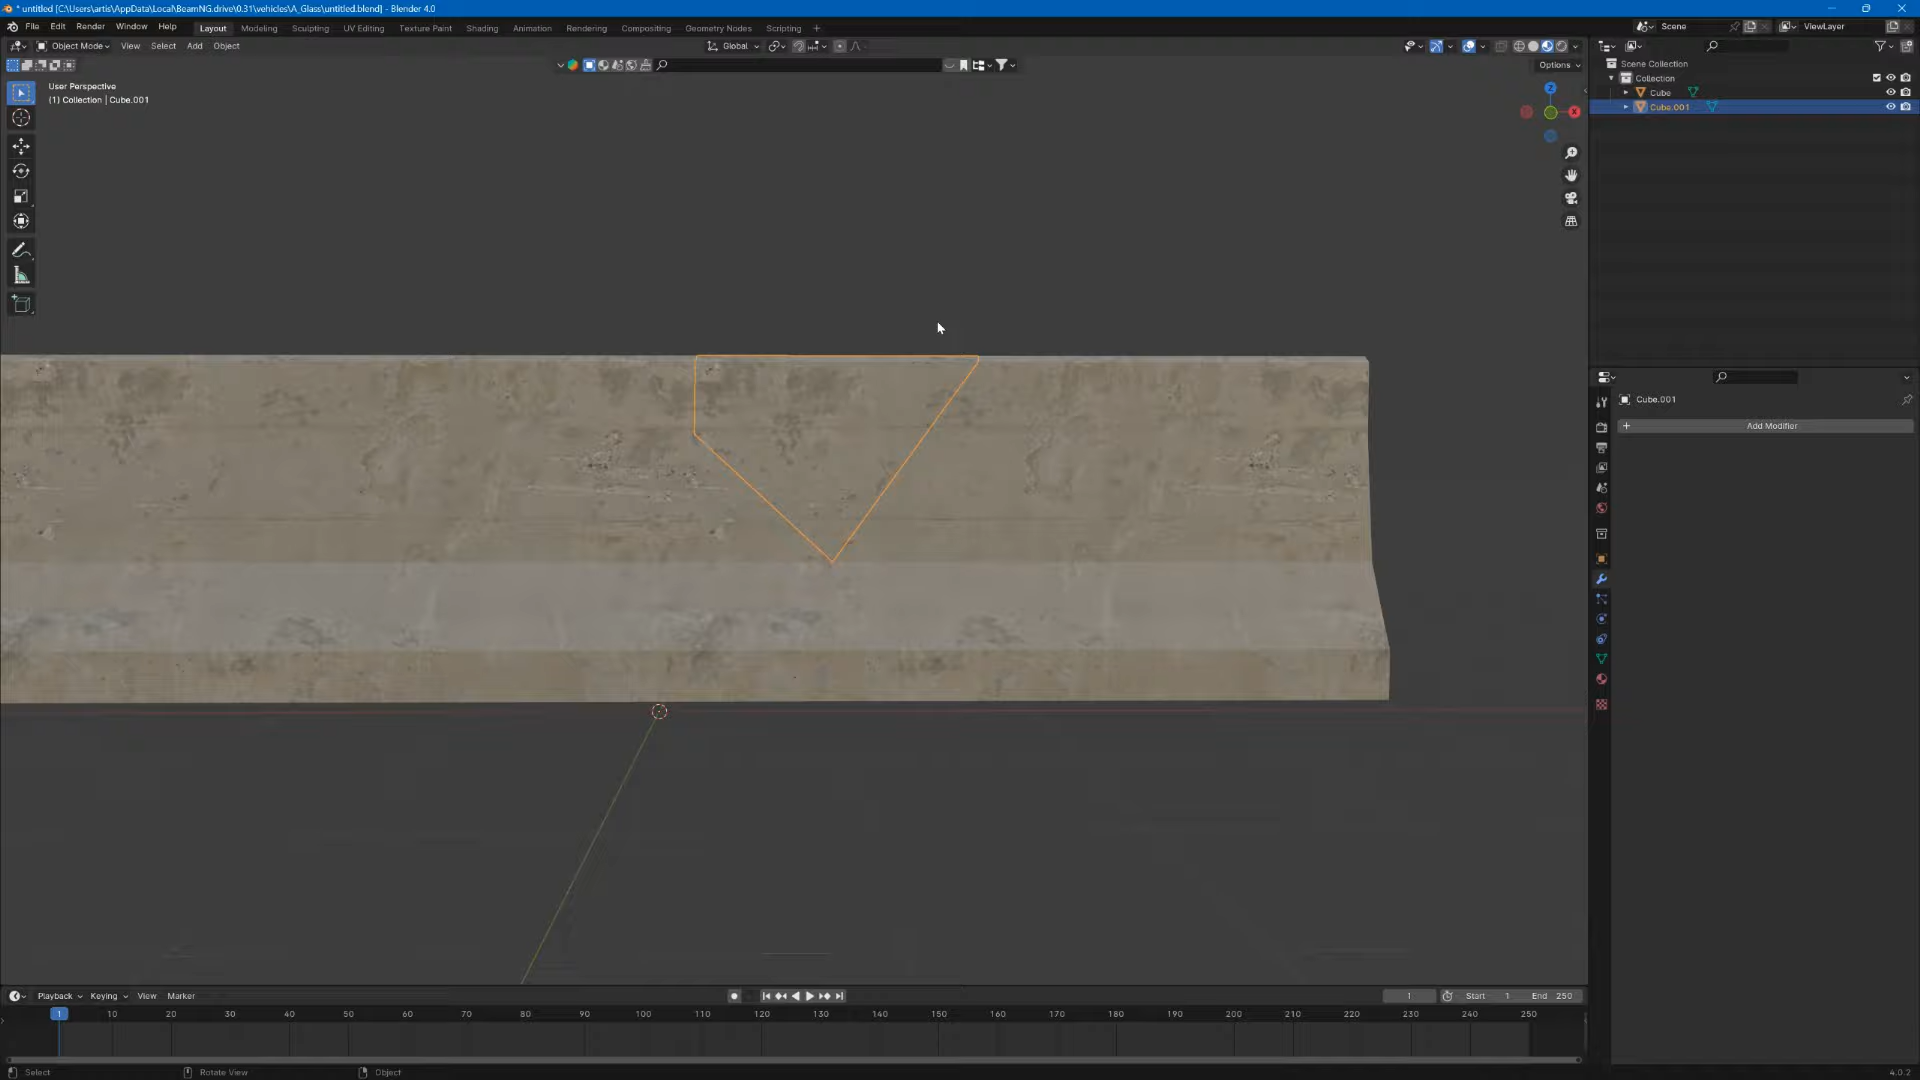 * untitled [C:\Users\artis\AppData\Local\BeamNG.drive\0.31\vehicles\A_Glass\untitled.blend] - Blender 4.0
File Edit Render Window Help Layout Modeling Sculpting UV Editing Texture Paint Shading Animation Rendering Compositing Geometry Nodes Scripting + Scene ViewLayer
Object Mode View Select Add Object Global
Options
User Perspective
(1) Collection | Cube.001
Z
X
Scene Collection
Collection
Cube
Cube.001
Cube.001
+ Add Modifier
Playback Keying View Marker 1 Start 1 End 250
1 10 20 30 40 50 60 70 80 90 100 110 120 130 140 150 160 170 180 190 200 210 220 230 240 250
Select Rotate View Object 4.0.2